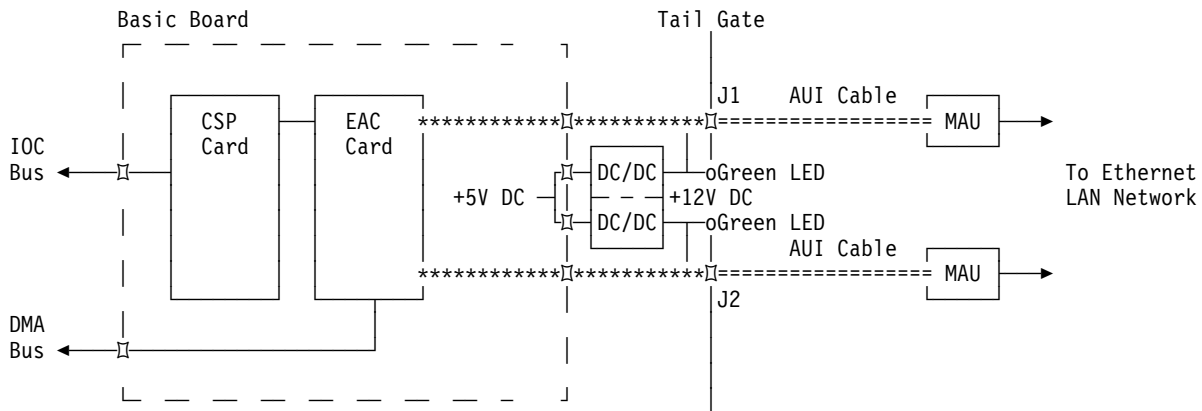 Basic Board
Tail Gate
J1
AUI Cable
CSP
Card
EAC
Card
MAU
IOC
Bus
DC/DC
Green LED
To Ethernet
LAN Network
+5V DC
+12V DC
DC/DC
Green LED
AUI Cable
MAU
J2
DMA
Bus